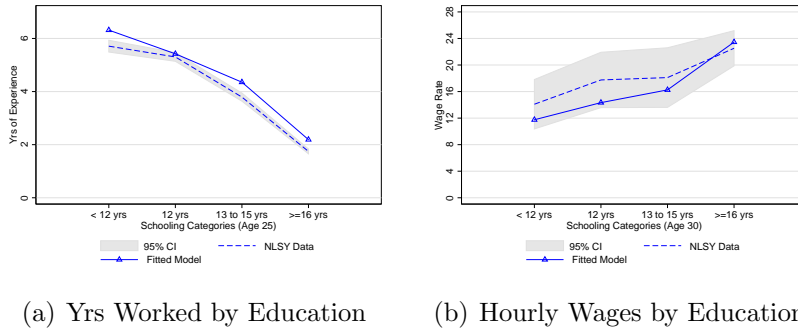 Yrs of Experience
6
4
2
0
< 12 yrs 12 yrs 13 to 15 yrs >=16 yrs
Schooling Categories (Age 25)
95% CI NLSY Data
Fitted Model
(a) Yrs Worked by Education
Wage Rate
28
24
20
16
12
8
4
0
< 12 yrs 12 yrs 13 to 15 yrs >=16 yrs
Schooling Categories (Age 30)
95% CI NLSY Data
Fitted Model
(b) Hourly Wages by Education